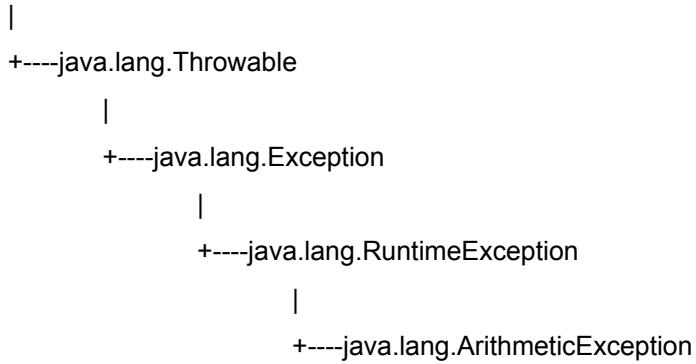 |
+----java.lang.Throwable
|
+----java.lang.Exception
|
+----java.lang.RuntimeException
|
+----java.lang.ArithmeticException